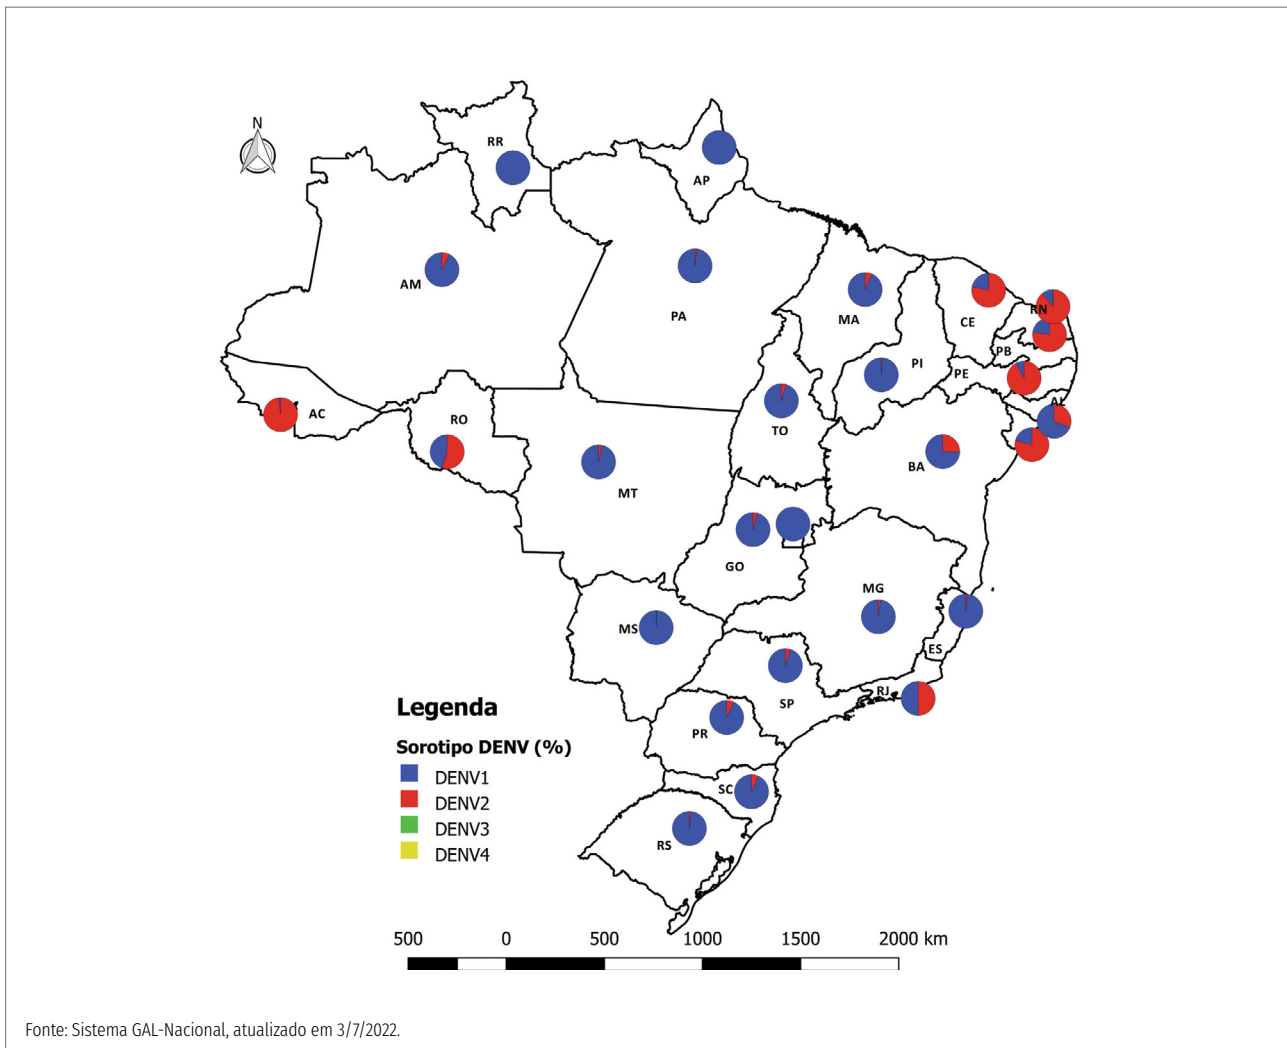 N
RR
AP
AM
PA
MA
CE
RN
PB
PI
PE
AC
RO
TO
AL
BA
MT
GO
MG
MS
ES
SP
RJ
PR
SC
RS
Legenda
Sorotipo DENV (%)
DENV1
DENV2
DENV3
DENV4
500 0 500 1000 1500 2000 km
Fonte: Sistema GAL-Nacional, atualizado em 3/7/2022.